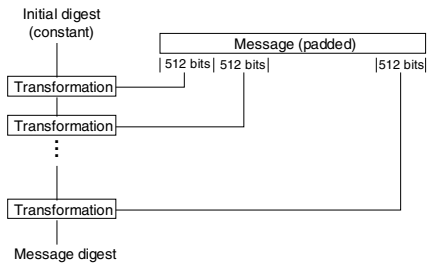 Initial digest
(constant)
Message (padded)
512 bits 512 bits 512 bits
Transformation
Transformation
Transformation
Message digest